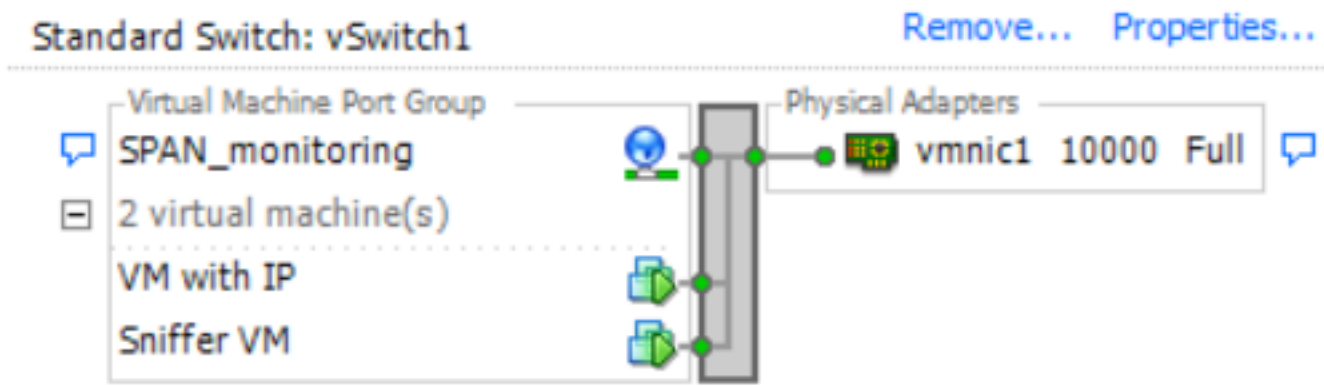 Standard Switch: vSwitch1 Remove... Properties...
Virtual Machine Port Group
SPAN_monitoring
2 virtual machine(s)
VM with IP
Sniffer VM
Physical Adapters
vmnic1 10000 Full